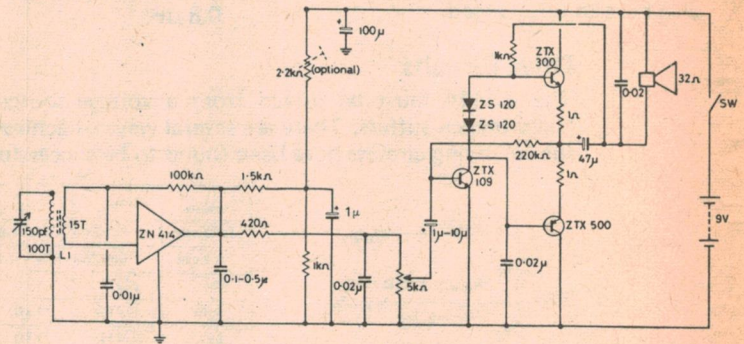 100µ
2·2kΩ (optional)
1kΩ
ZTX
300
0·02
32Ω
SW
ZS 120
ZS 120
1Ω
220kΩ
47µ
1Ω
ZTX
109
ZTX 500
9V
100kΩ
1·5kΩ
150pf
100T
15T
L1
ZN 414
420Ω
1µ
1µ-10µ
0·01µ
0·1-0·5µ
1kΩ
0·02µ
5kΩ
0·02µ